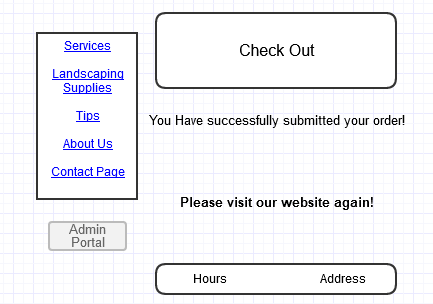 Services
Landscaping
Supplies
Tips
About Us
Contact Page
Admin
Portal
Check Out
You Have successfully submitted your order!
Please visit our website again!
Hours Address